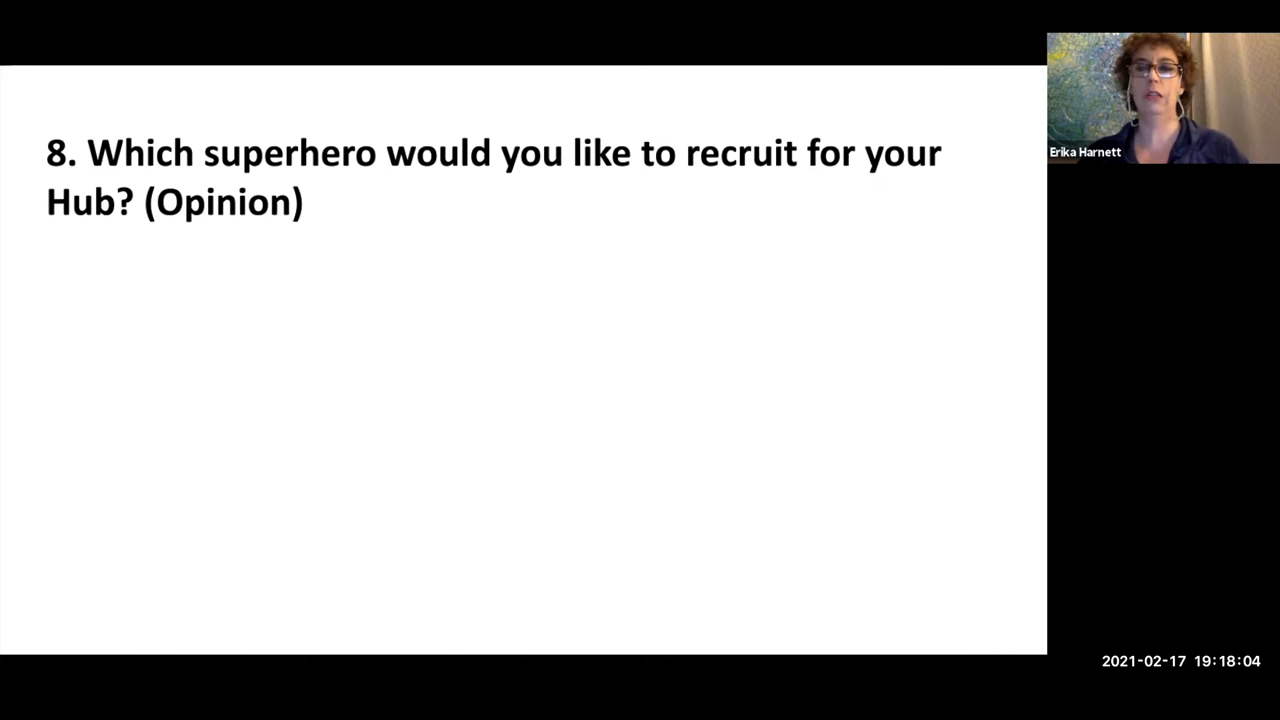 8. Which superhero would you like to recruit for your
Hub? (Opinion)
Erika Harnett
2021-02-17 19:18:04